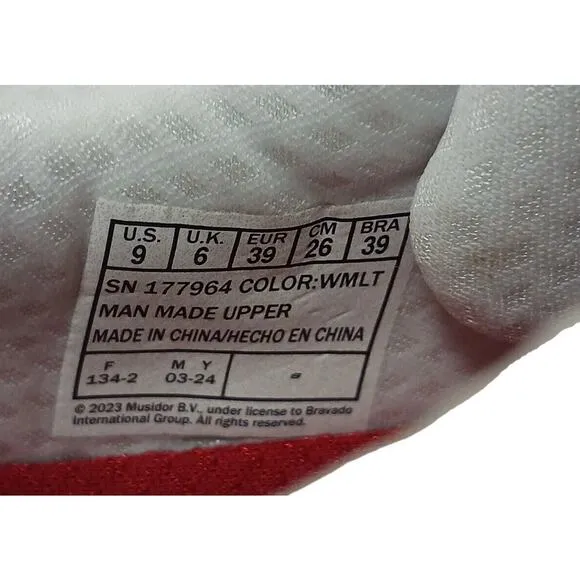 U.S. U.K. EUR CM BRA
9 6 39 26 39
SN 177964 COLOR:WMLT
MAN MADE UPPER
MADE IN CHINA/HECHO EN CHINA
F M Y
134-2 03-24
© 2023 Musidor B.V., under license to Bravado
International Group. All rights reserved.